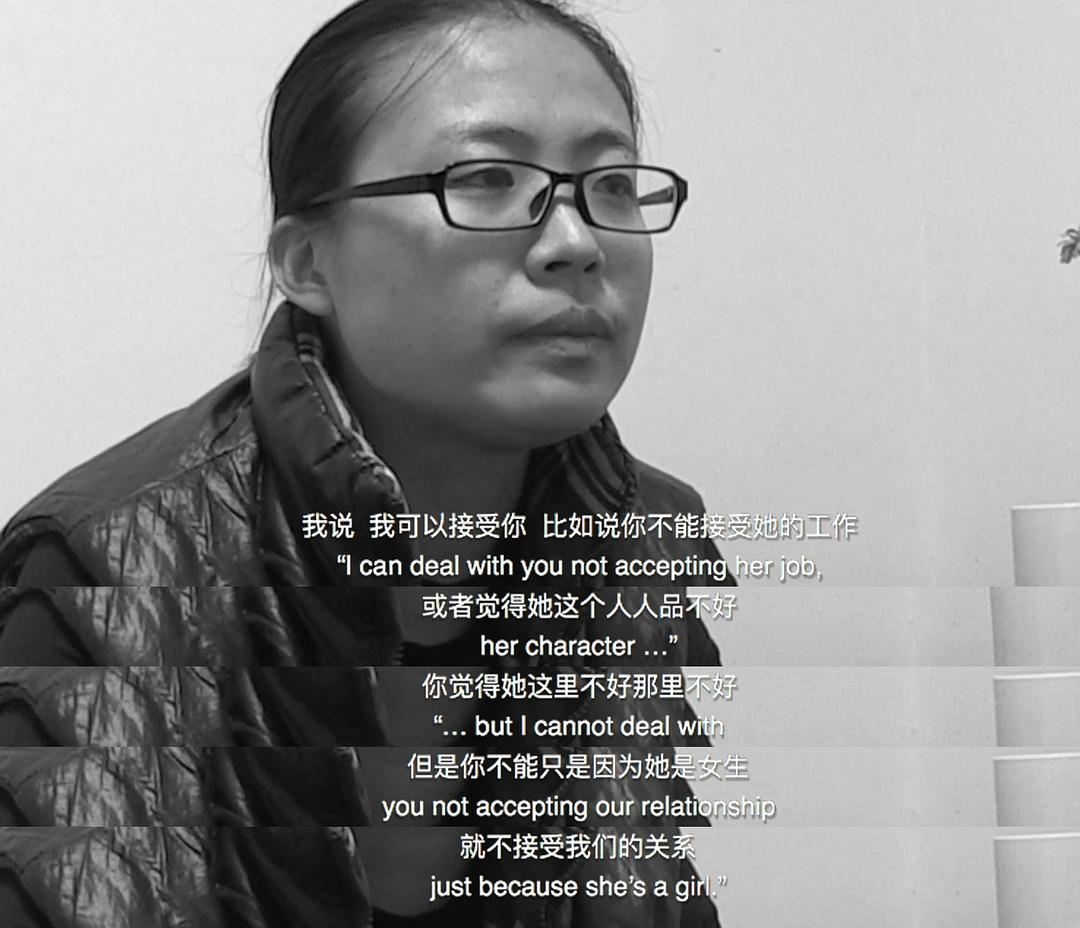 我说 我可以接受你 比如说你不能接受她的工作
“I can deal with you not accepting her job,
或者觉得她这个人人品不好
her character ...”
你觉得她这里不好那里不好
“... but I cannot deal with
但是你不能只是因为她是女生
you not accepting our relationship
就不接受我们的关系
just because she’s a girl.”